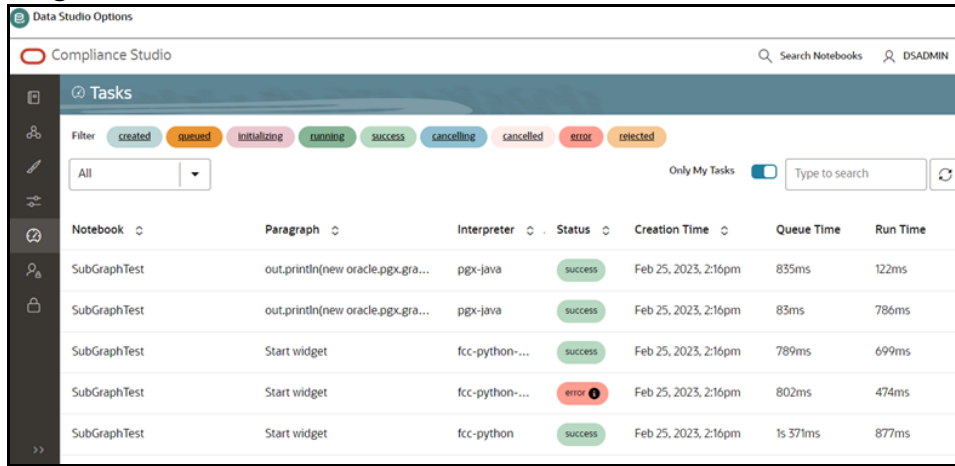 Data Studio Options
Compliance Studio Search Notebooks DSADMIN
Tasks
Filter created queued initializing running success cancelling cancelled error rejected
All Only My Tasks Type to search
Notebook Paragraph Interpreter Status Creation Time Queue Time Run Time
SubGraphTest out.println(new oracle.pgx.gra... pgx-java success Feb 25, 2023, 2:16pm 835ms 122ms
SubGraphTest out.println(new oracle.pgx.gra... pgx-java success Feb 25, 2023, 2:16pm 83ms 786ms
SubGraphTest Start widget fcc-python-... success Feb 25, 2023, 2:16pm 789ms 699ms
SubGraphTest Start widget fcc-python-... error Feb 25, 2023, 2:16pm 802ms 474ms
SubGraphTest Start widget fcc-python success Feb 25, 2023, 2:16pm 1s 371ms 877ms